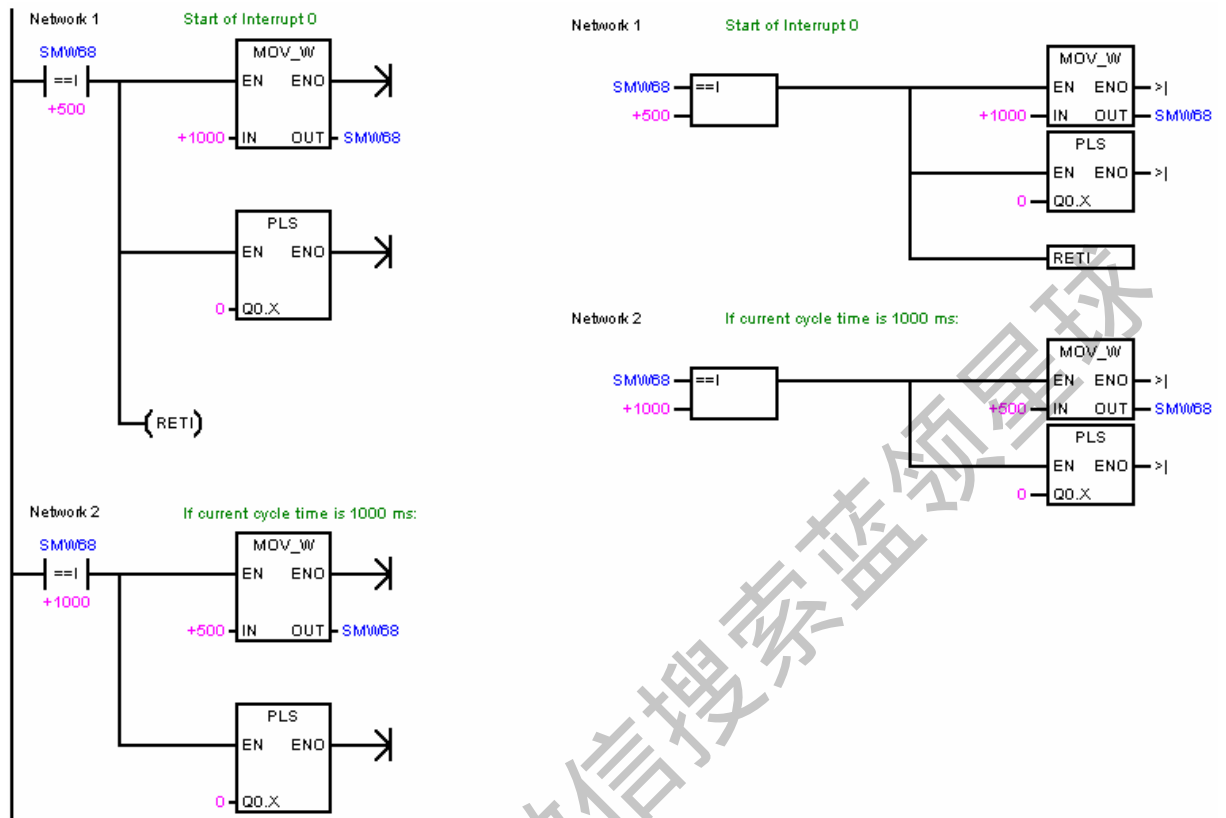 Network 1 Start of Interrupt 0
SMW68
==I
+500
MOV_W
EN ENO
+1000 IN OUT SMW68
PLS
EN ENO
0 Q0.X
RETI
Network 2 If current cycle time is 1000 ms:
SMW68
==I
+1000
MOV_W
EN ENO
+500 IN OUT SMW68
PLS
EN ENO
0 Q0.X
Network 1 Start of Interrupt 0
SMW68 ==I
+500
MOV_W
EN ENO >|
+1000 IN OUT SMW68
PLS
EN ENO >|
0 Q0.X
RETI
Network 2 If current cycle time is 1000 ms:
SMW68 ==I
+1000
MOV_W
EN ENO >|
+500 IN OUT SMW68
PLS
EN ENO >|
0 Q0.X
微信搜索蓝领星球